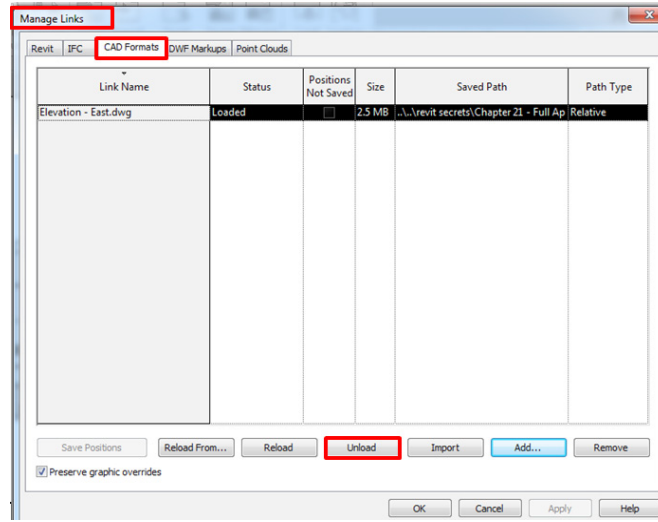 Manage Links
Revit IFC CAD Formats DWF Markups Point Clouds
Link Name Status Positions Not Saved Size Saved Path Path Type
Elevation - East.dwg Loaded 2.5 MB ..\..\revit secrets\Chapter 21 - Full Ap Relative
Save Positions Reload From... Reload Unload Import Add... Remove
Preserve graphic overrides
OK Cancel Apply Help